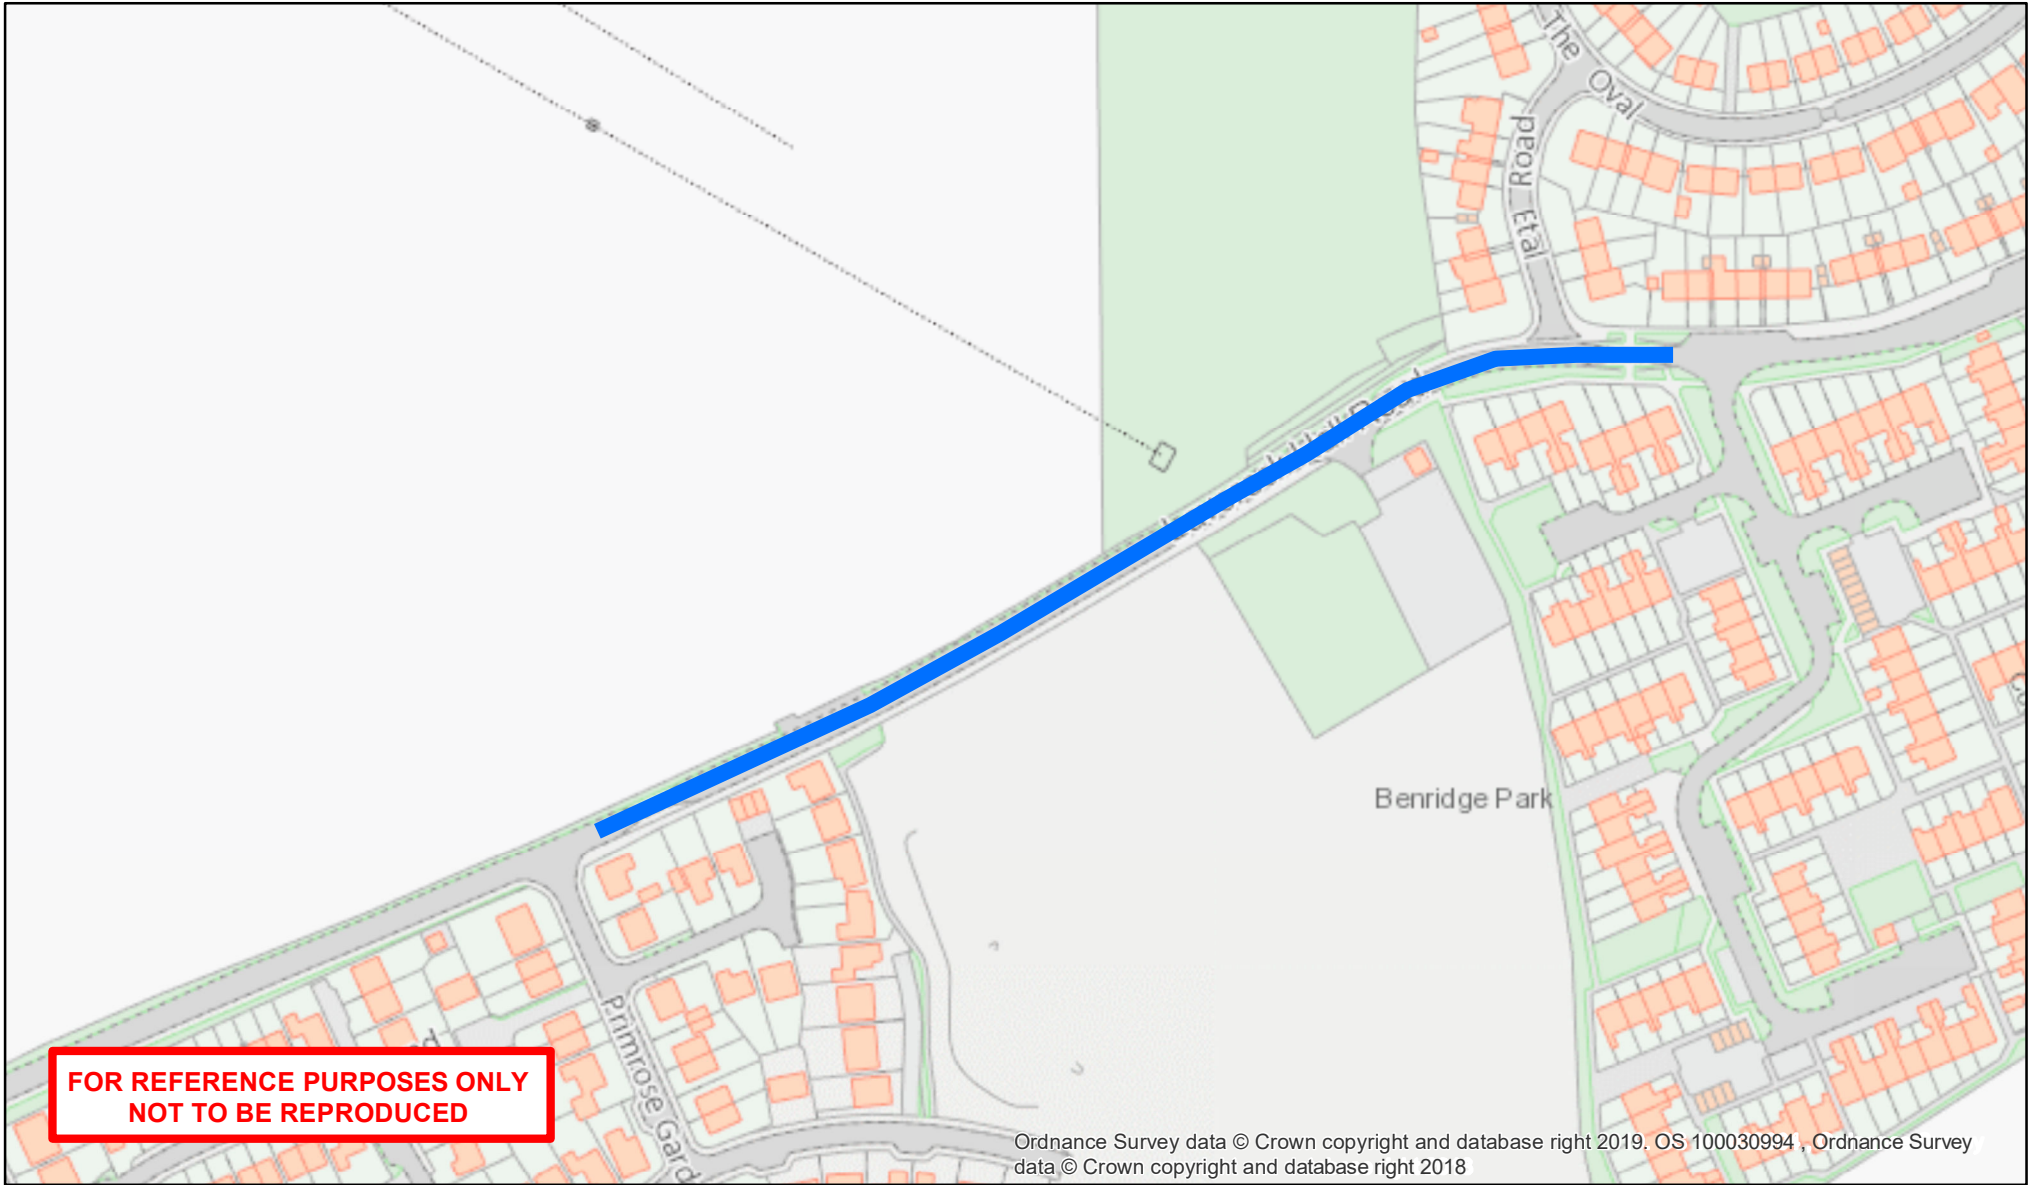 The Oval
Road
Etal
Benridge Park
Primrose Gard
FOR REFERENCE PURPOSES ONLY
NOT TO BE REPRODUCED
Ordnance Survey data © Crown copyright and database right 2019. OS 100030994 , Ordnance Survey
data © Crown copyright and database right 2018